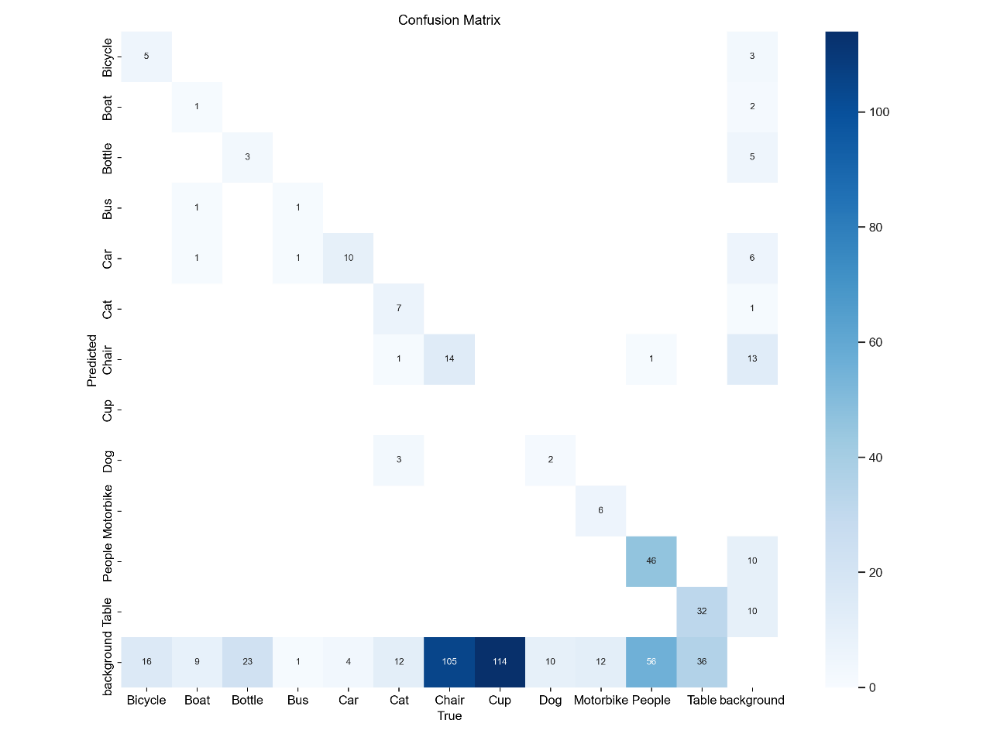 Confusion Matrix
Bicycle 5 3
Boat 1 2
Bottle 3 5
Bus 1 1
Car 1 1 10 6
Cat 7 1
Chair 1 14 1 13
Cup
Dog 3 2
Motorbike 6
People 46 10
Table 32 10
background 16 9 23 1 4 12 105 114 10 12 56 36
Predicted
Bicycle Boat Bottle Bus Car Cat Chair Cup Dog Motorbike People Table background
True
100
80
60
40
20
0